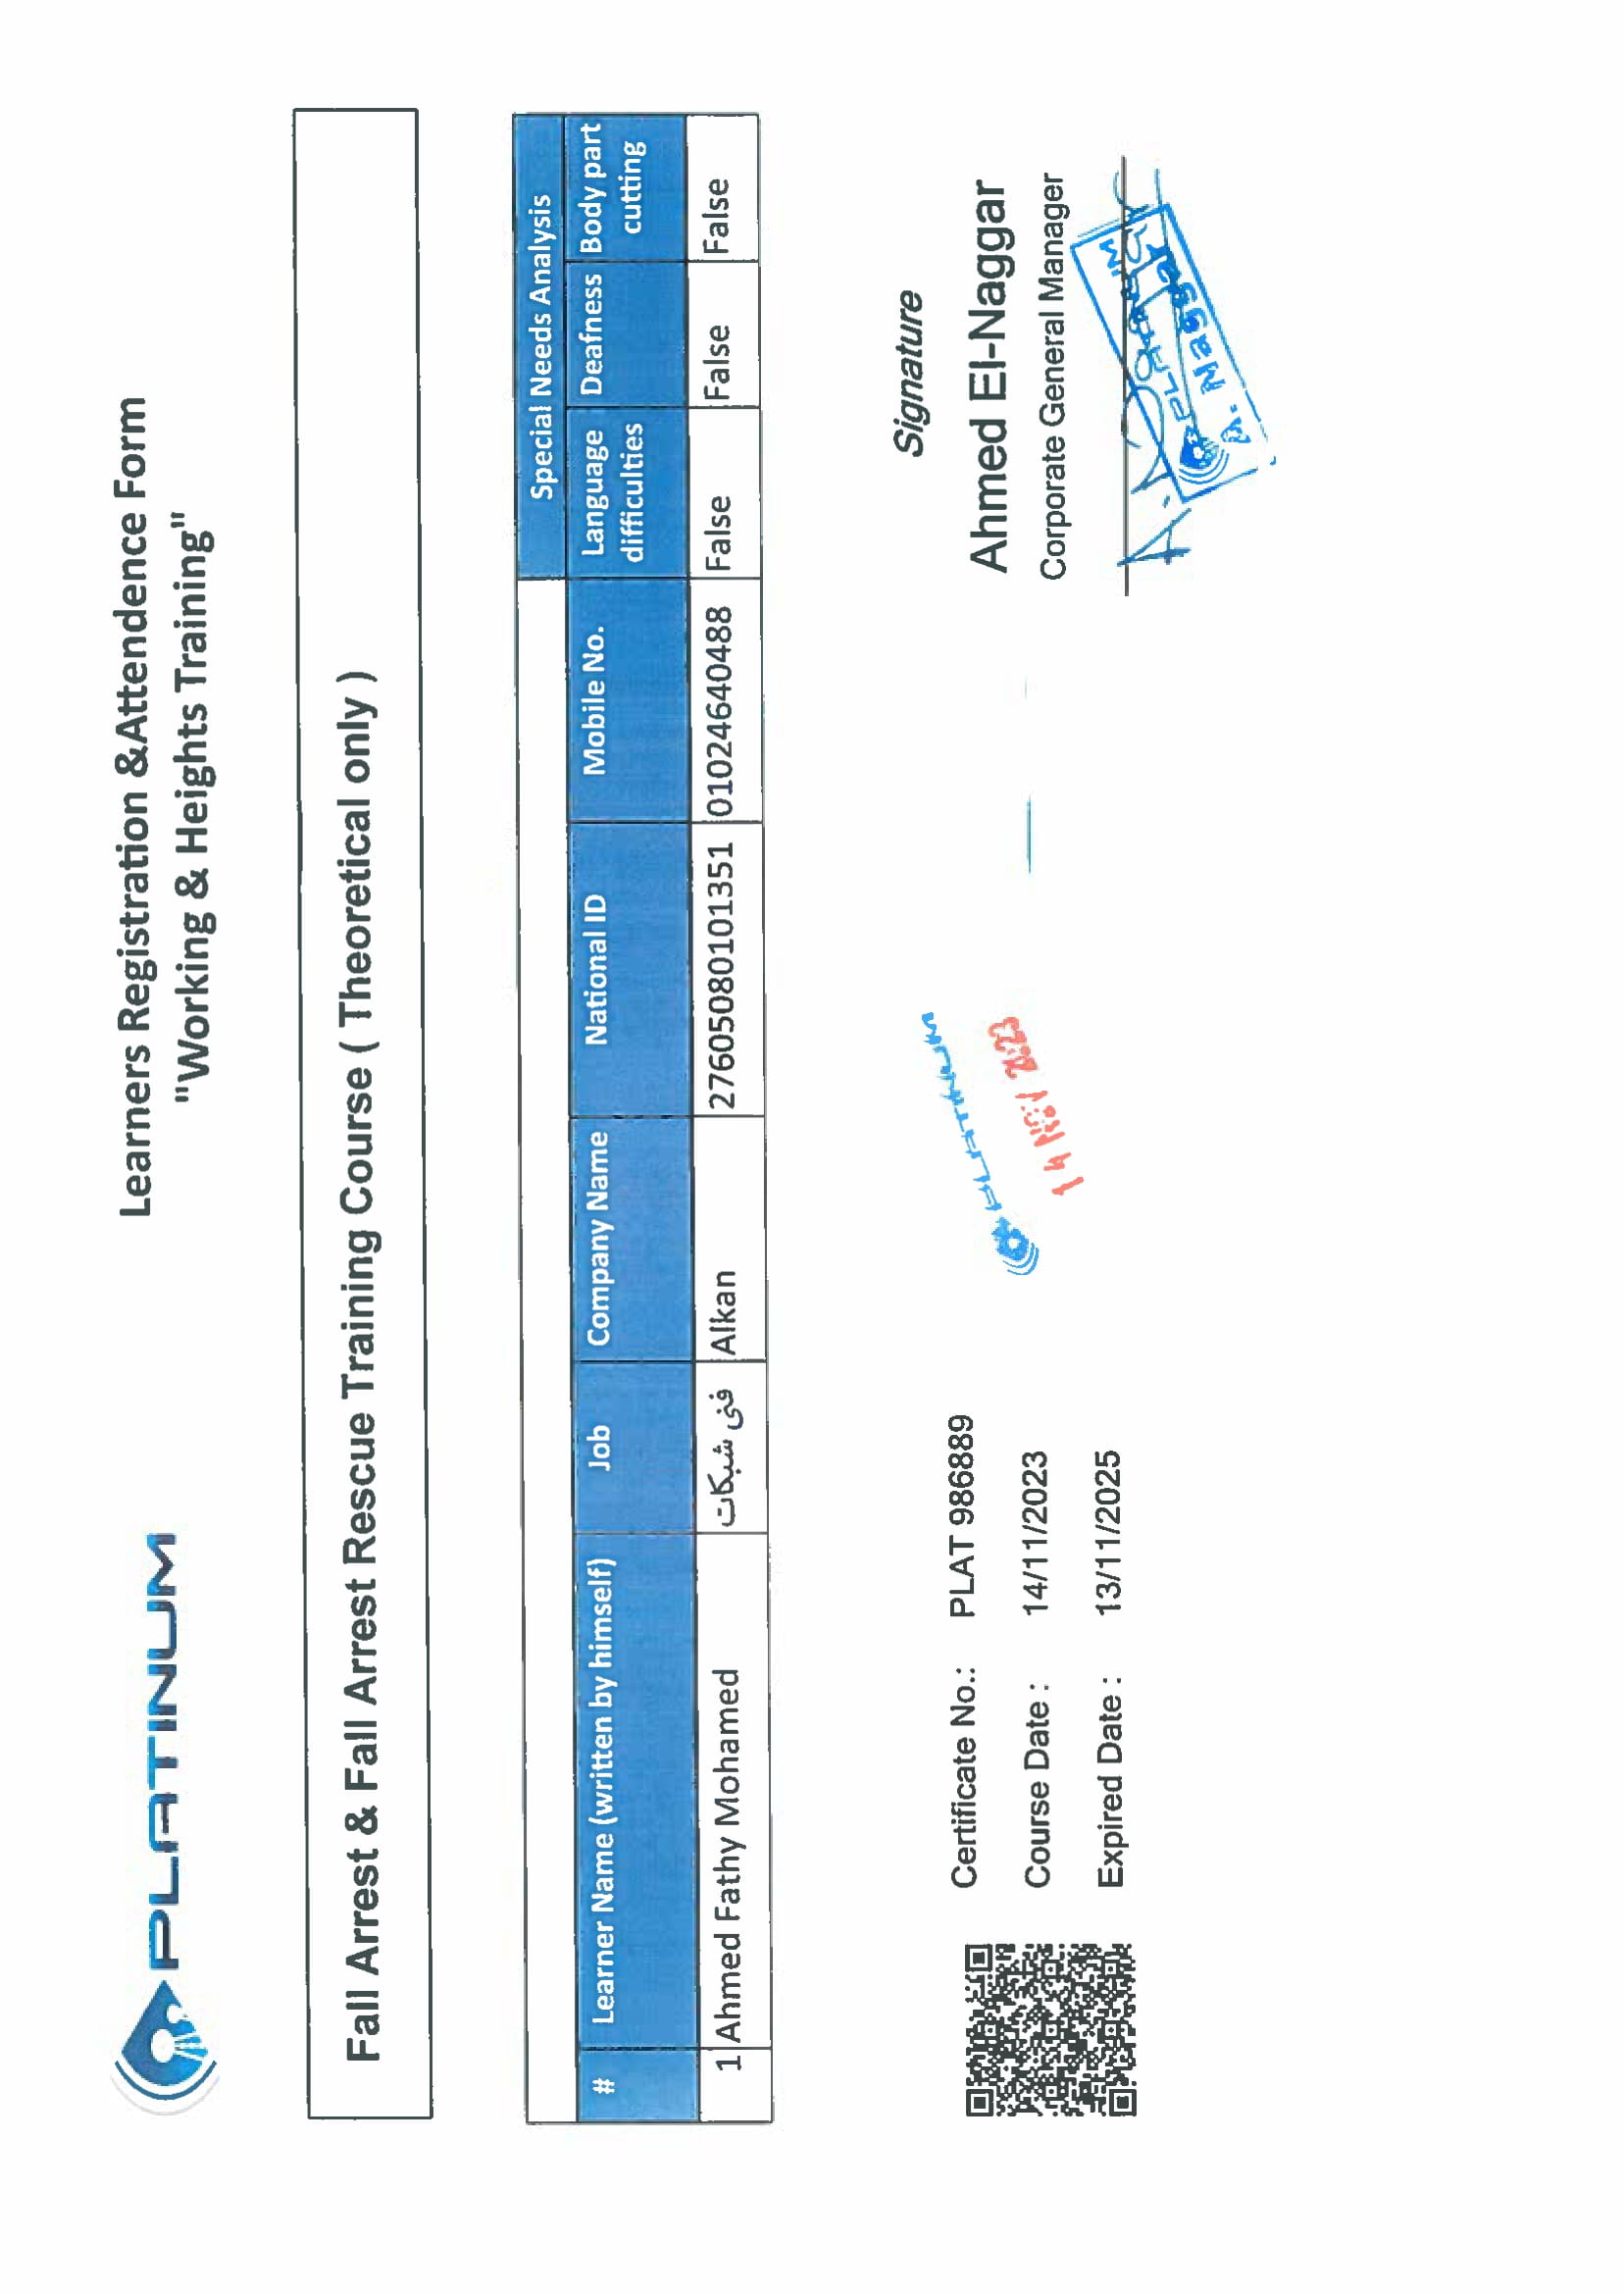 PLATINUM
Learners Registration &Attendence Form
"Working & Heights Training"
Fall Arrest & Fall Arrest Rescue Training Course ( Theoretical only )
Special Needs Analysis
# Learner Name (written by himself) Job Company Name National ID Mobile No. Language difficulties Deafness Body part cutting
1 Ahmed Fathy Mohamed فنى شبكات Alkan 27605080101351 01024640488 False False False
Certificate No.: PLAT 986889
Course Date : 14/11/2023
Expired Date : 13/11/2025
PLATINUM
14 NOV 2023
Signature
Ahmed El-Naggar
Corporate General Manager
A. Naggar
PLATINUM
A. Naggar